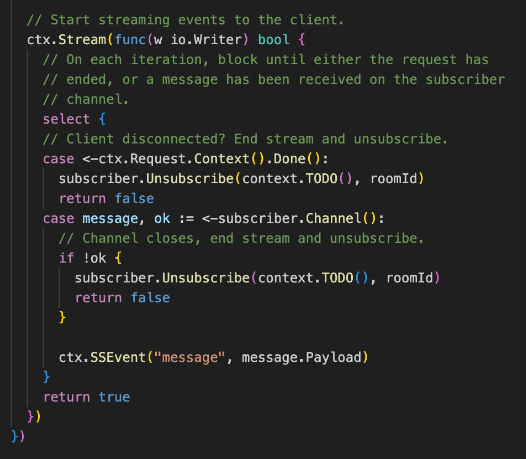 // Start streaming events to the client.
ctx.Stream(func(w io.Writer) bool {
// On each iteration, block until either the request has
// ended, or a message has been received on the subscriber
// channel.
select {
// Client disconnected? End stream and unsubscribe.
case <-ctx.Request.Context().Done():
subscriber.Unsubscribe(context.TODO(), roomId)
return false
case message, ok := <-subscriber.Channel():
// Channel closes, end stream and unsubscribe.
if !ok {
subscriber.Unsubscribe(context.TODO(), roomId)
return false
}
ctx.SSEvent("message", message.Payload)
}
return true
})
})